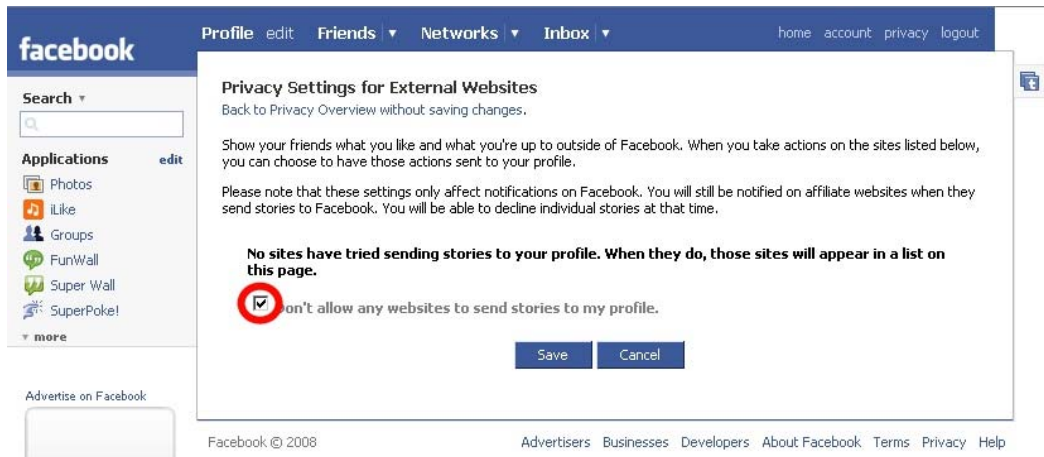 facebook
Profile edit Friends Networks Inbox home account privacy logout
Search
Applications edit
Photos
iLike
Groups
FunWall
Super Wall
SuperPoke!
more
Advertise on Facebook
Privacy Settings for External Websites
Back to Privacy Overview without saving changes.
Show your friends what you like and what you're up to outside of Facebook. When you take actions on the sites listed below,
you can choose to have those actions sent to your profile.
Please note that these settings only affect notifications on Facebook. You will still be notified on affiliate websites when they
send stories to Facebook. You will be able to decline individual stories at that time.
No sites have tried sending stories to your profile. When they do, those sites will appear in a list on
this page.
Don't allow any websites to send stories to my profile.
Save Cancel
Facebook © 2008 Advertisers Businesses Developers About Facebook Terms Privacy Help